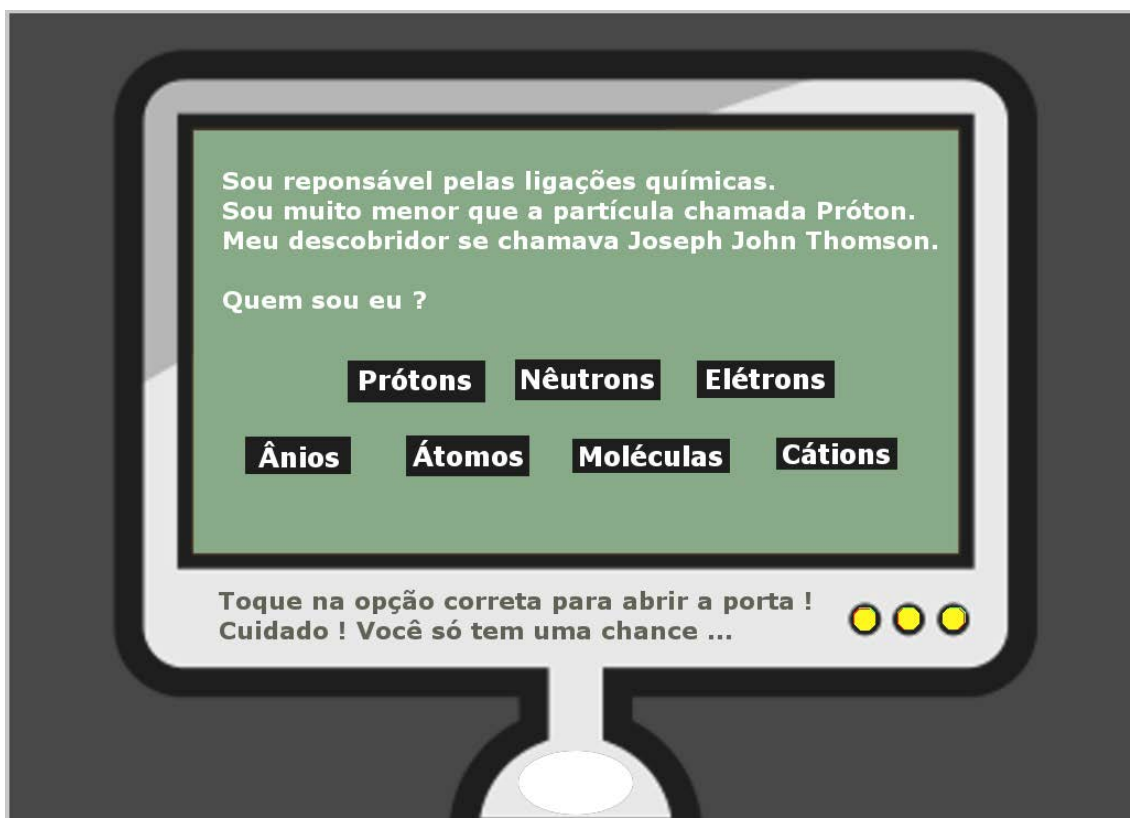 Sou reponsável pelas ligações químicas.
Sou muito menor que a partícula chamada Próton.
Meu descobridor se chamava Joseph John Thomson.
Quem sou eu ?
Prótons Nêutrons Elétrons
Ânios Átomos Moléculas Cátions
Toque na opção correta para abrir a porta !
Cuidado ! Você só tem uma chance ...